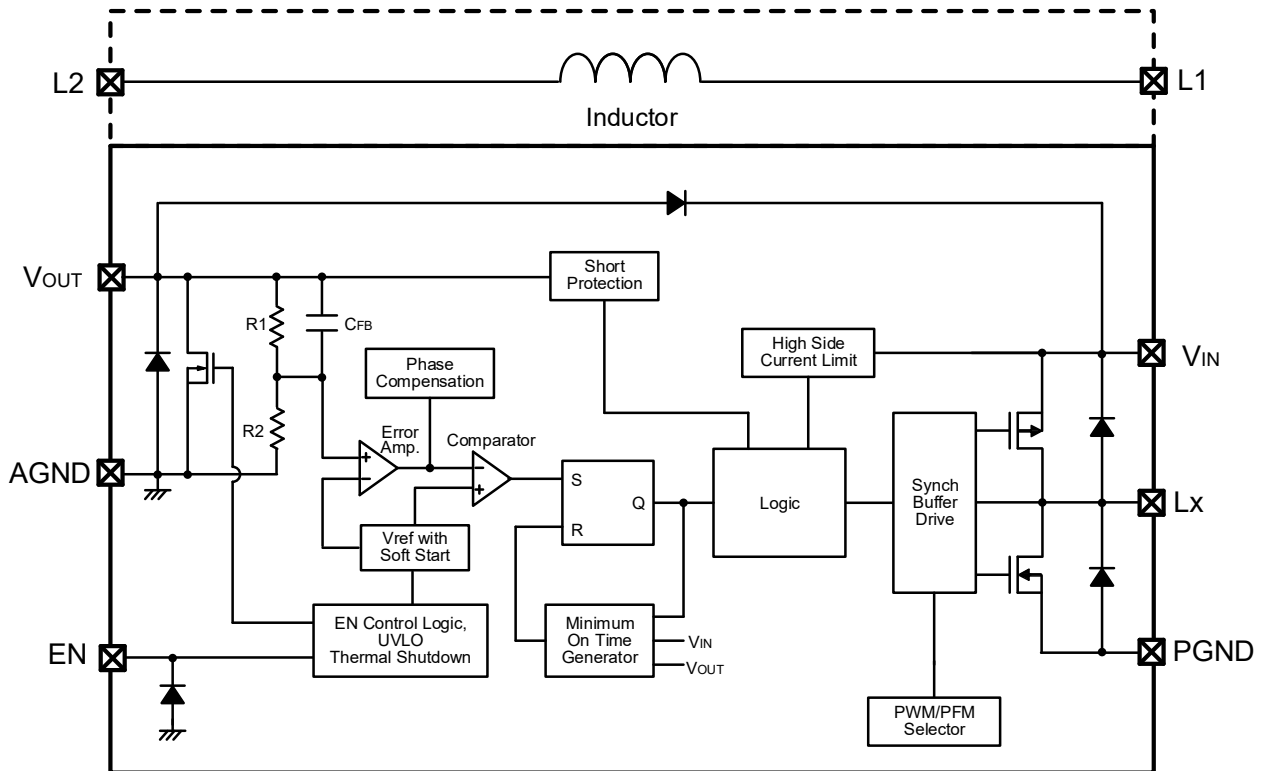 L2
L1
Inductor
VOUT
Short
Protection
R1
CFB
High Side
Current Limit
VIN
Phase
Compensation
R2
Error
Amp.
Comparator
+
−
−
+
AGND
S
Q
R
Logic
Synch
Buffer
Drive
Lx
Vref with
Soft Start
EN Control Logic,
UVLO
Thermal Shutdown
Minimum
On Time
Generator
VIN
VOUT
EN
PGND
PWM/PFM
Selector